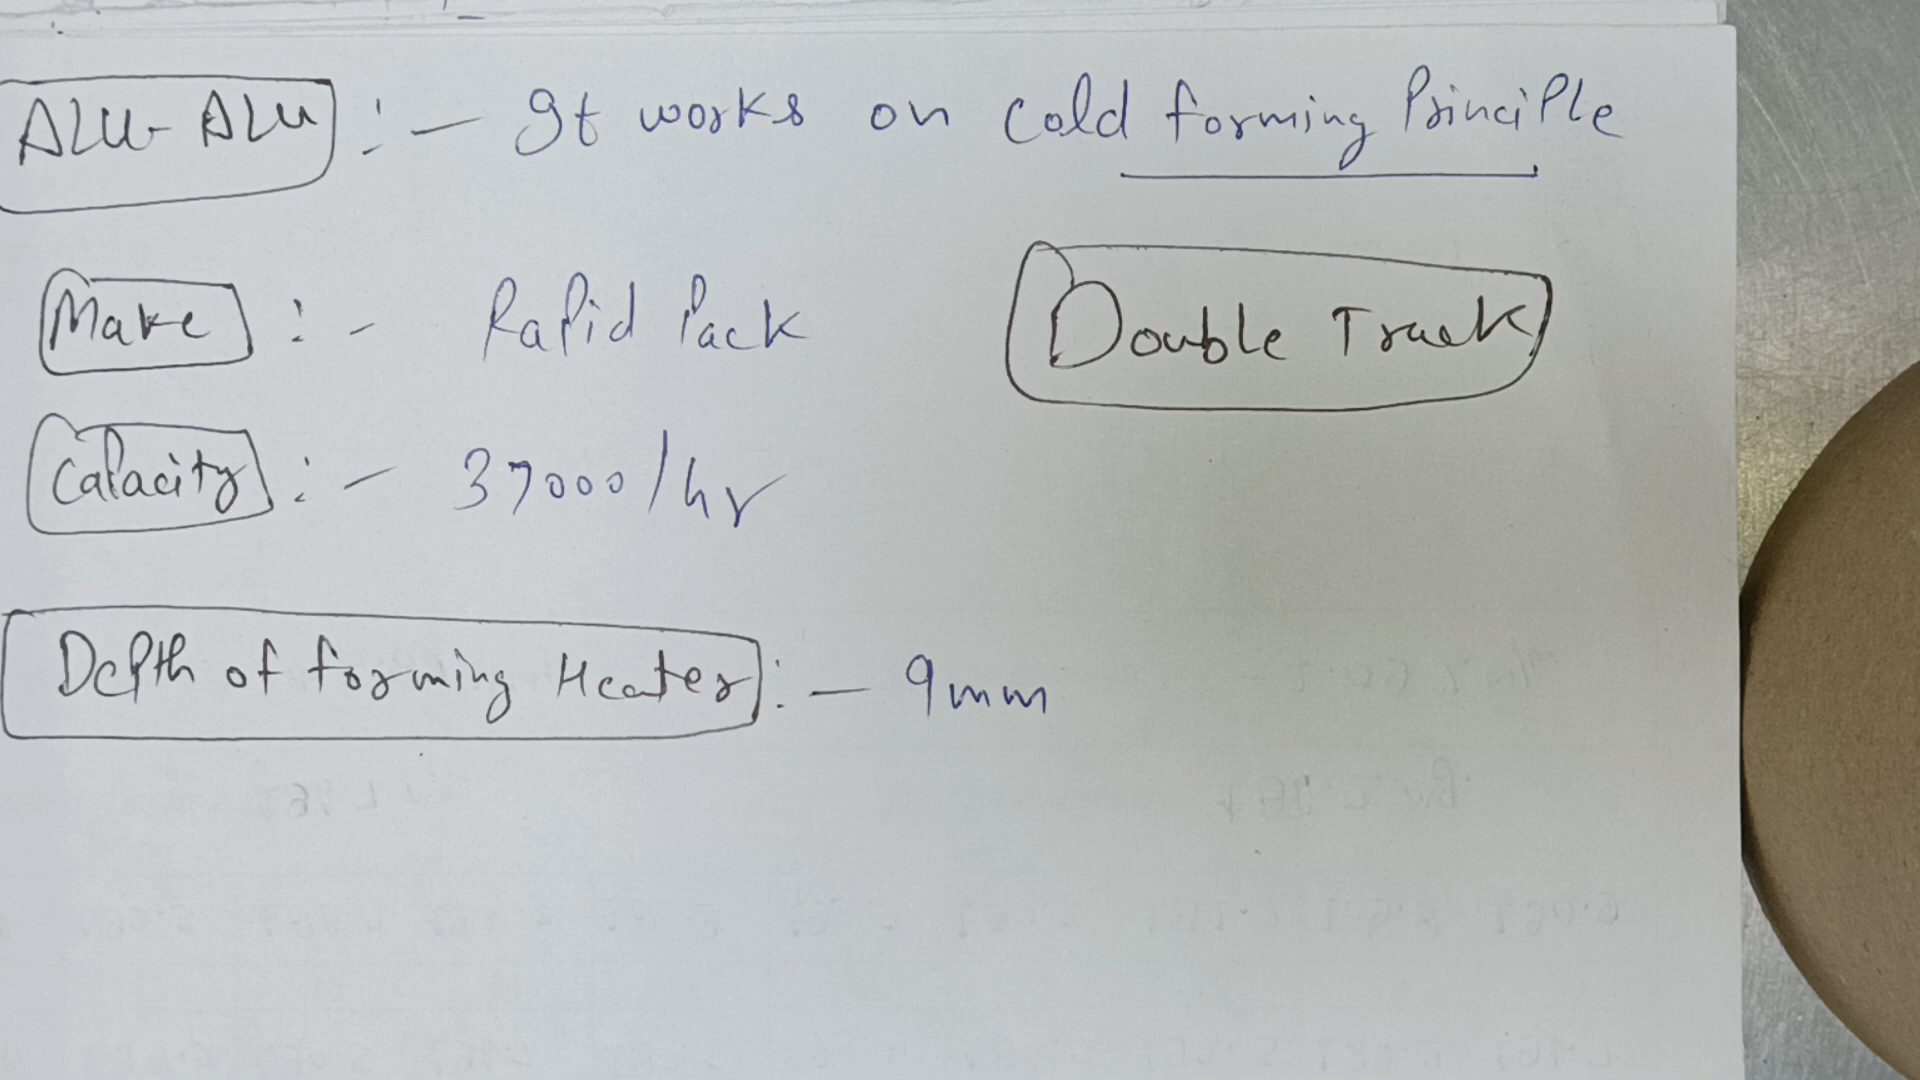 ALU-ALU :- It works on Cold forming Principle
Make :- Rapid Pack Double Track
Capacity :- 37000/hr
Depth of forming Heater :- 9mm